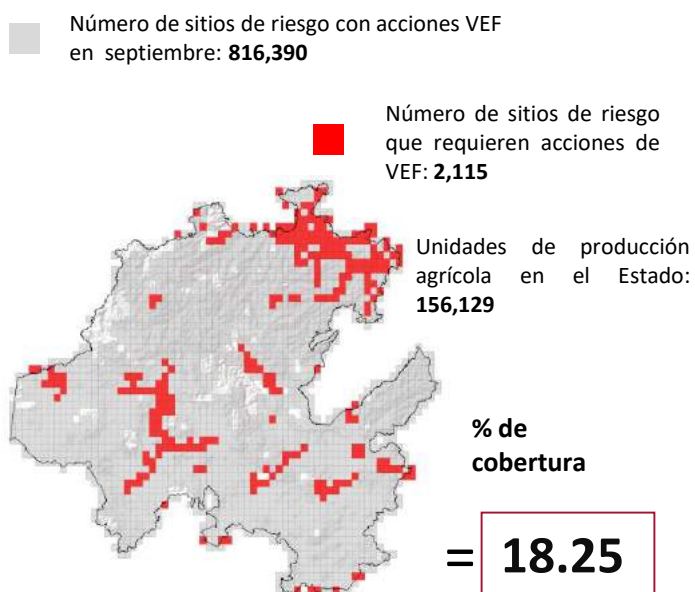 Número de sitios de riesgo con acciones VEF
en septiembre: 816,390
Número de sitios de riesgo
que requieren acciones de
VEF: 2,115
Unidades de producción
agrícola en el Estado:
156,129
% de
cobertura
= 18.25